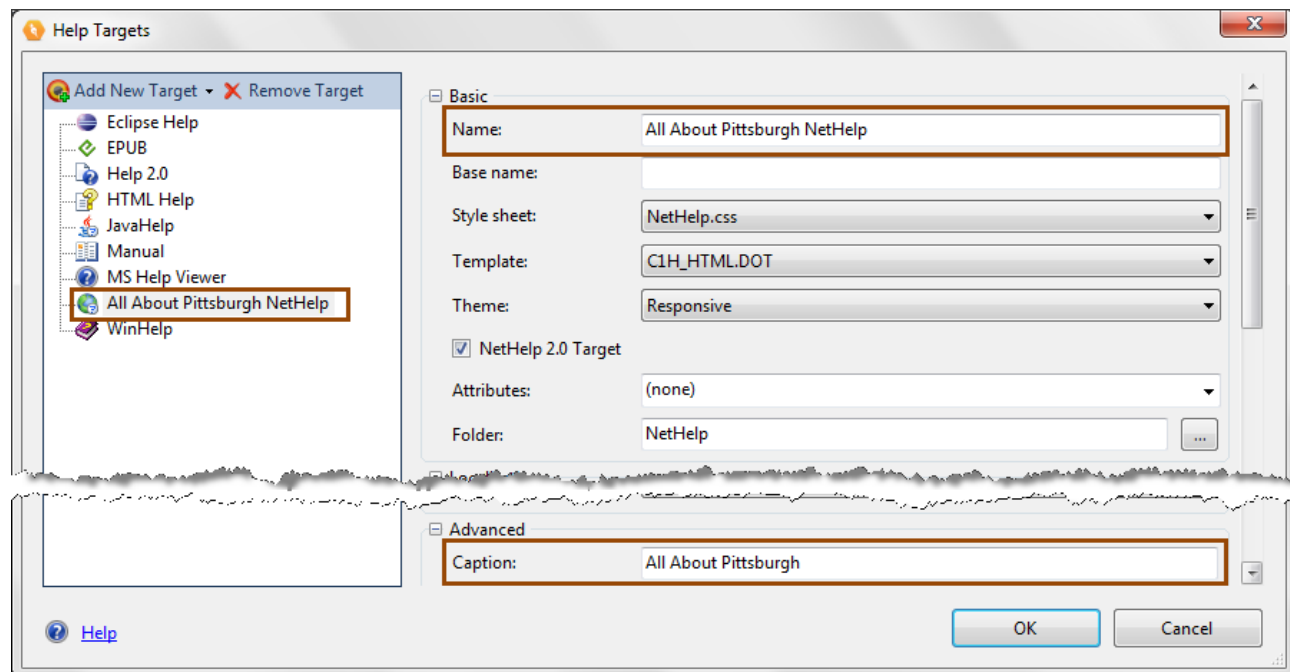 Help Targets
Add New Target Remove Target
Eclipse Help
EPUB
Help 2.0
HTML Help
JavaHelp
Manual
MS Help Viewer
All About Pittsburgh NetHelp
WinHelp
Basic
Name: All About Pittsburgh NetHelp
Base name:
Style sheet: NetHelp.css
Template: C1H_HTML.DOT
Theme: Responsive
NetHelp 2.0 Target
Attributes: (none)
Folder: NetHelp ...
Advanced
Caption: All About Pittsburgh
Help
OK Cancel